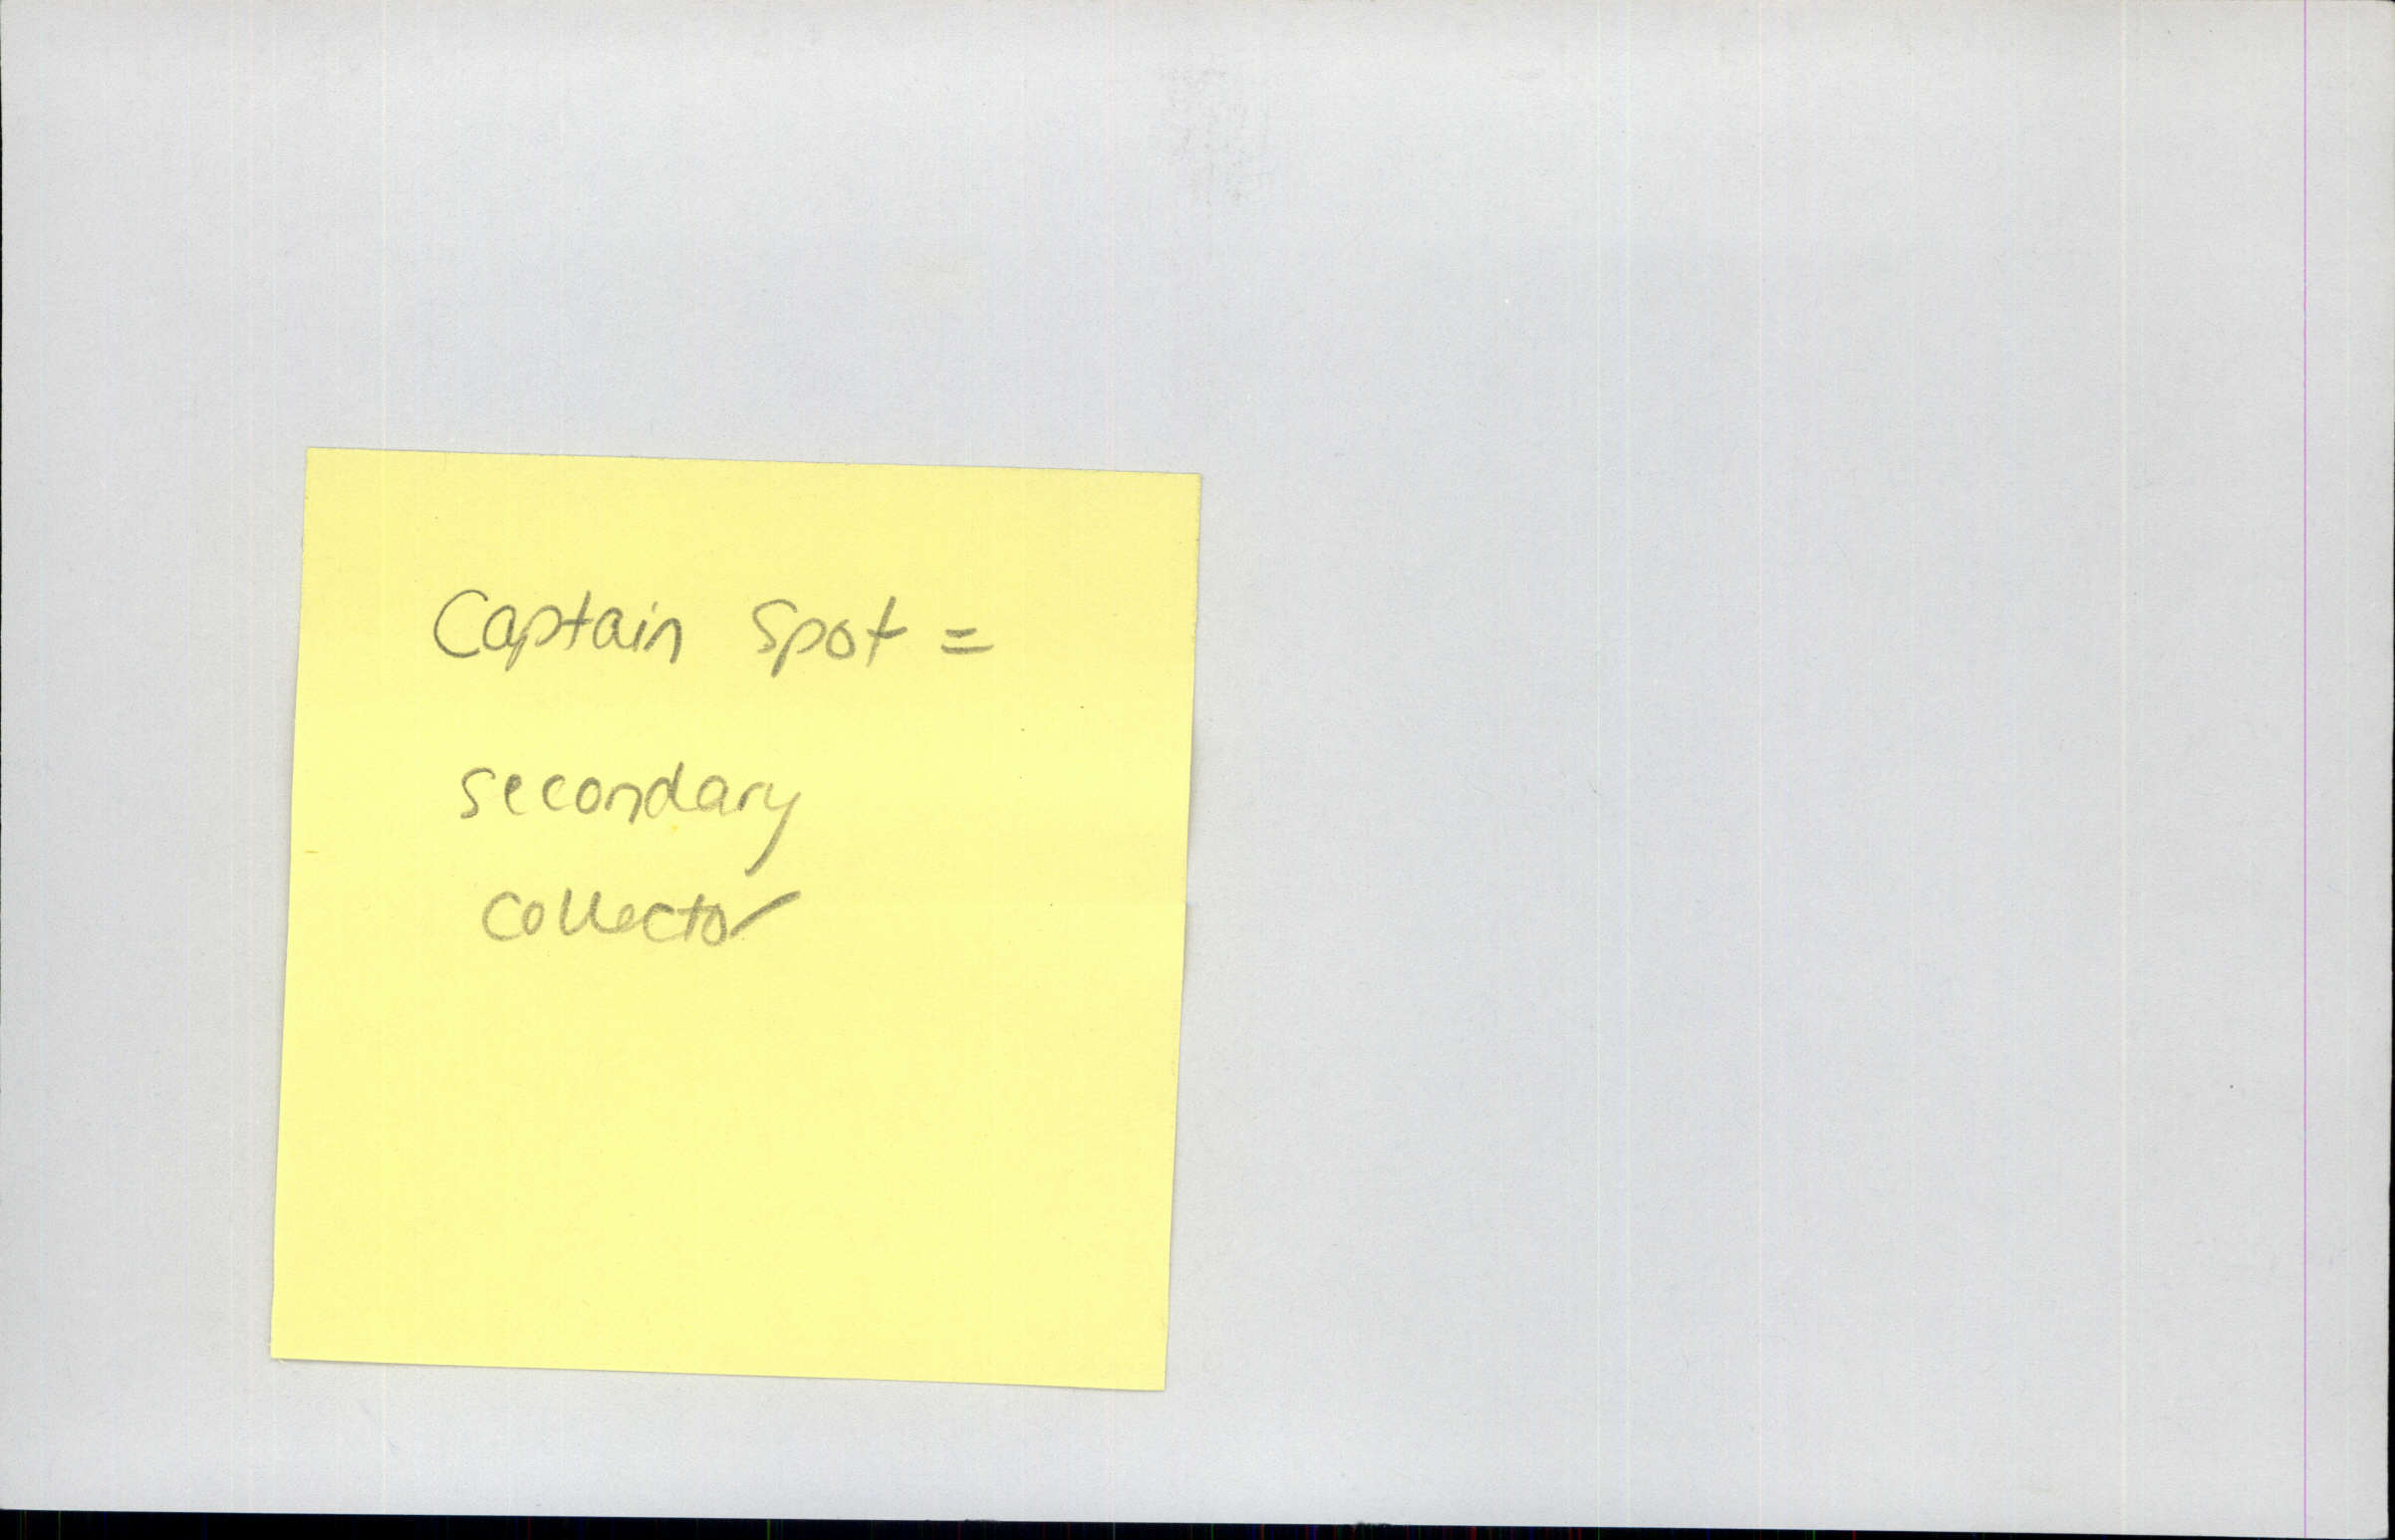 Captain Spot =
secondary
collector